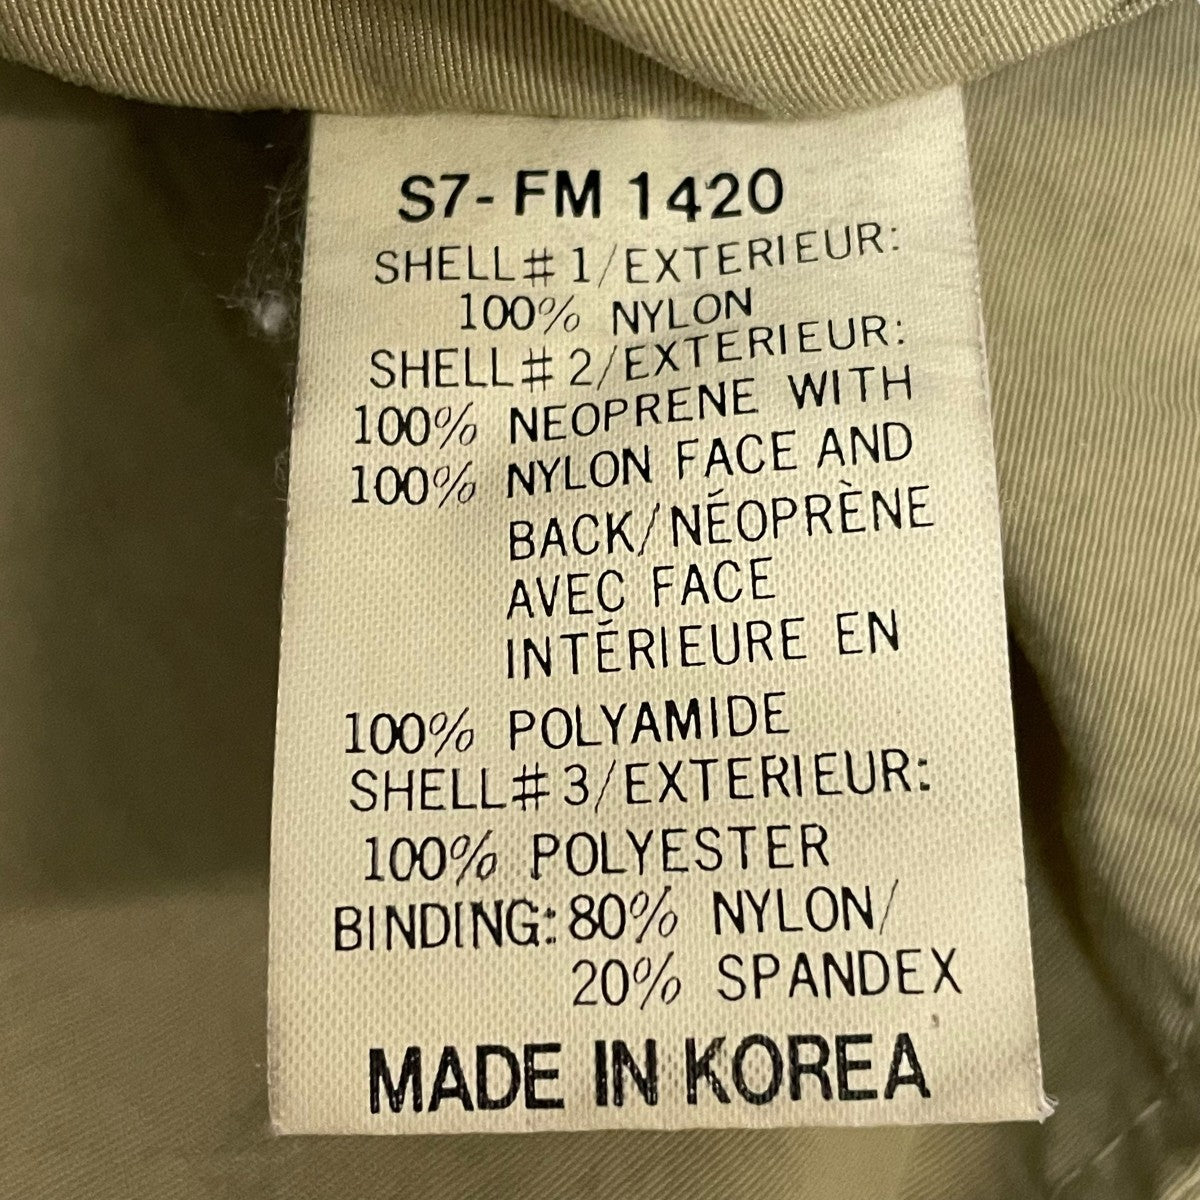 S7-FM 1420
SHELL# 1/EXTERIEUR:
100% NYLON
SHELL# 2/EXTERIEUR:
100% NEOPRENE WITH
100% NYLON FACE AND
BACK/NÉOPRÈNE
AVEC FACE
INTÉRIEURE EN
100% POLYAMIDE
SHELL# 3/EXTERIEUR:
100% POLYESTER
BINDING: 80% NYLON/
20% SPANDEX
MADE IN KOREA